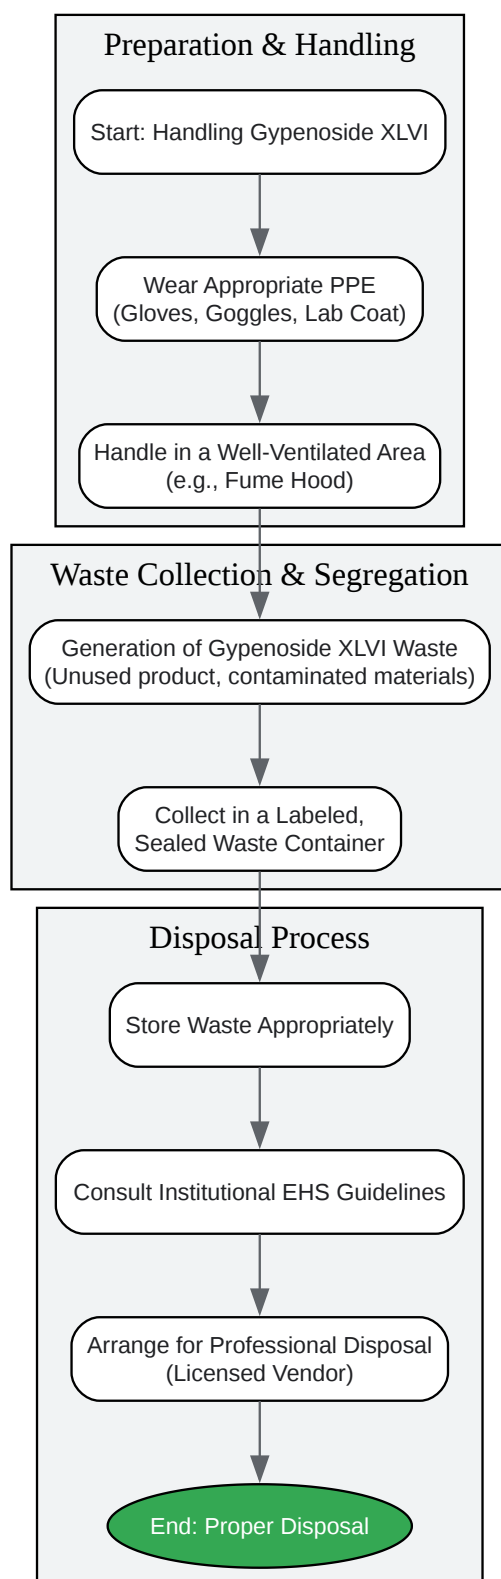 Preparation & Handling
Start: Handling Gypenoside XLVI
Wear Appropriate PPE
(Gloves, Goggles, Lab Coat)
Handle in a Well-Ventilated Area
(e.g., Fume Hood)
Waste Collection & Segregation
Generation of Gypenoside XLVI Waste
(Unused product, contaminated materials)
Collect in a Labeled,
Sealed Waste Container
Disposal Process
Store Waste Appropriately
Consult Institutional EHS Guidelines
Arrange for Professional Disposal
(Licensed Vendor)
End: Proper Disposal